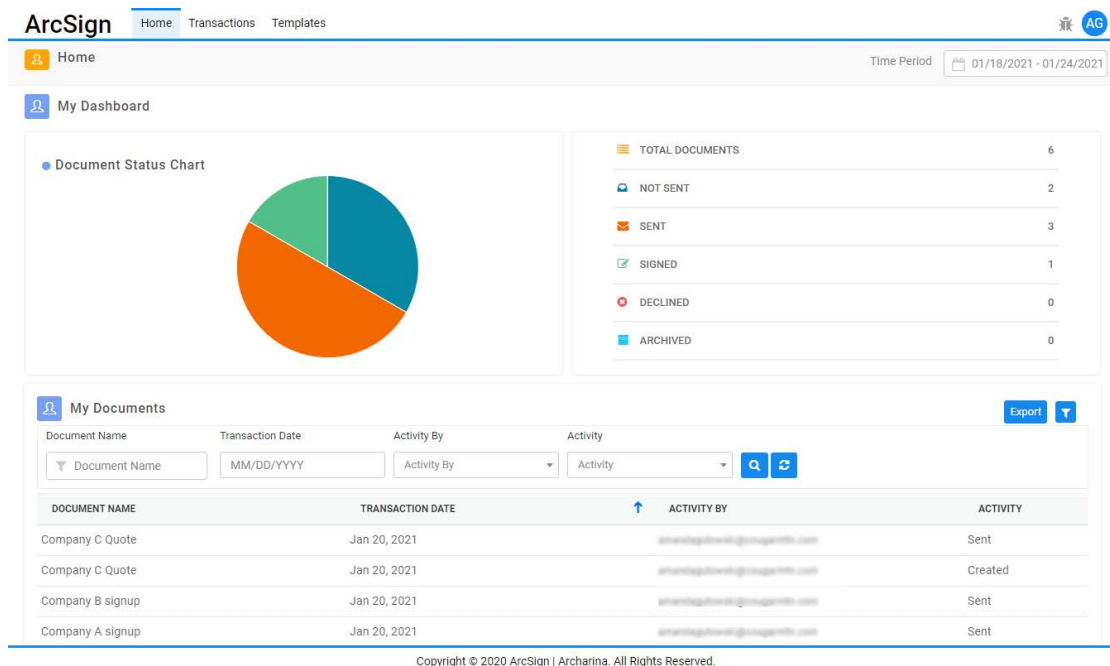 ArcSign Home Transactions Templates AG
Home Time Period 01/18/2021 - 01/24/2021
My Dashboard
Document Status Chart
TOTAL DOCUMENTS 6
NOT SENT 2
SENT 3
SIGNED 1
DECLINED 0
ARCHIVED 0
My Documents Export
Document Name Transaction Date Activity By Activity
Document Name MM/DD/YYYY Activity By Activity
DOCUMENT NAME TRANSACTION DATE ACTIVITY BY ACTIVITY
Company C Quote Jan 20, 2021 Sent
Company C Quote Jan 20, 2021 Created
Company B signup Jan 20, 2021 Sent
Company A signup Jan 20, 2021 Sent
Copyright © 2020 ArcSign | Archarina. All Rights Reserved.